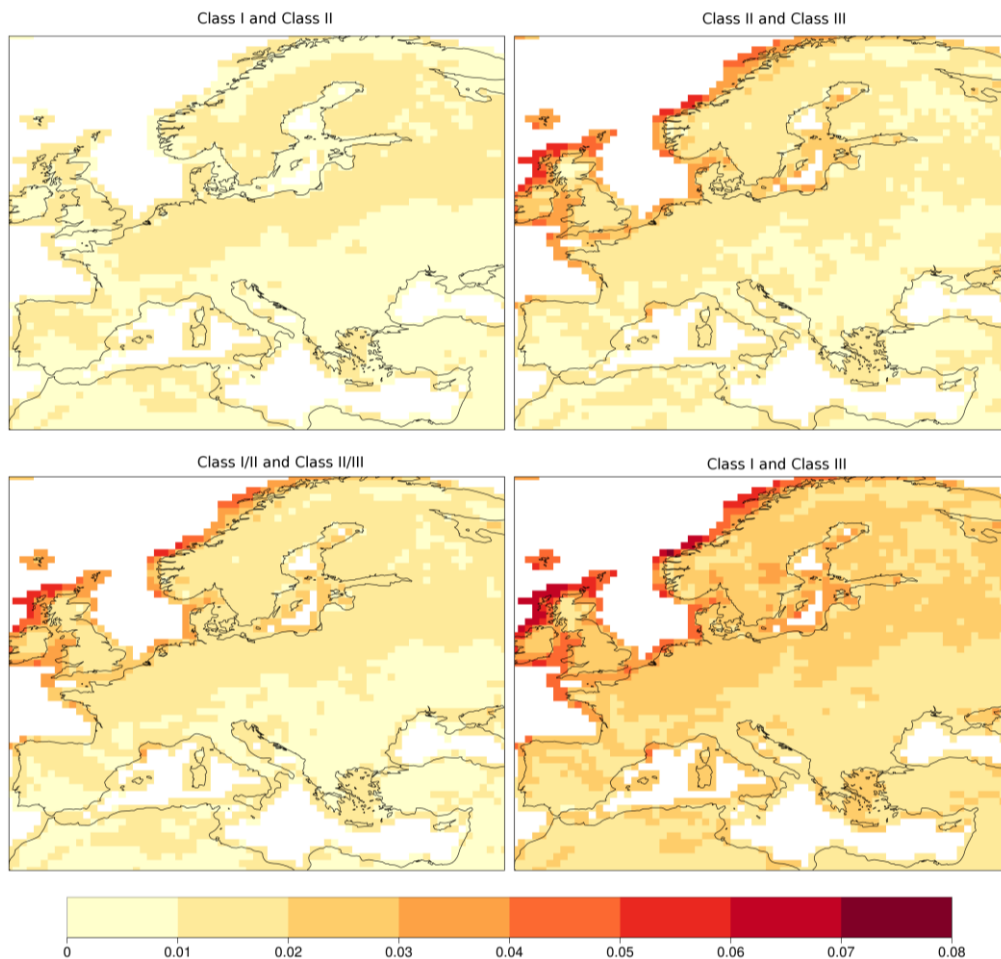 Class I and Class II
Class II and Class III
Class I/II and Class II/III
Class I and Class III
0 0.01 0.02 0.03 0.04 0.05 0.06 0.07 0.08